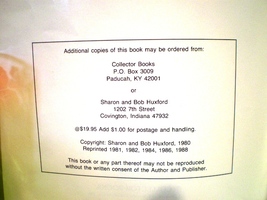 Additional copies of this book may be ordered from:
Collector Books
P.O. Box 3009
Paducah, KY 42001
or
Sharon and Bob Huxford
1202 7th Street
Covington, Indiana 47932
@$19.95 Add $1.00 for postage and handling.
Copyright: Sharon and Bob Huxford, 1980
Reprinted 1981, 1982, 1984, 1986, 1988
This book or any part thereof may not be reproduced
without the written consent of the Author and Publisher.